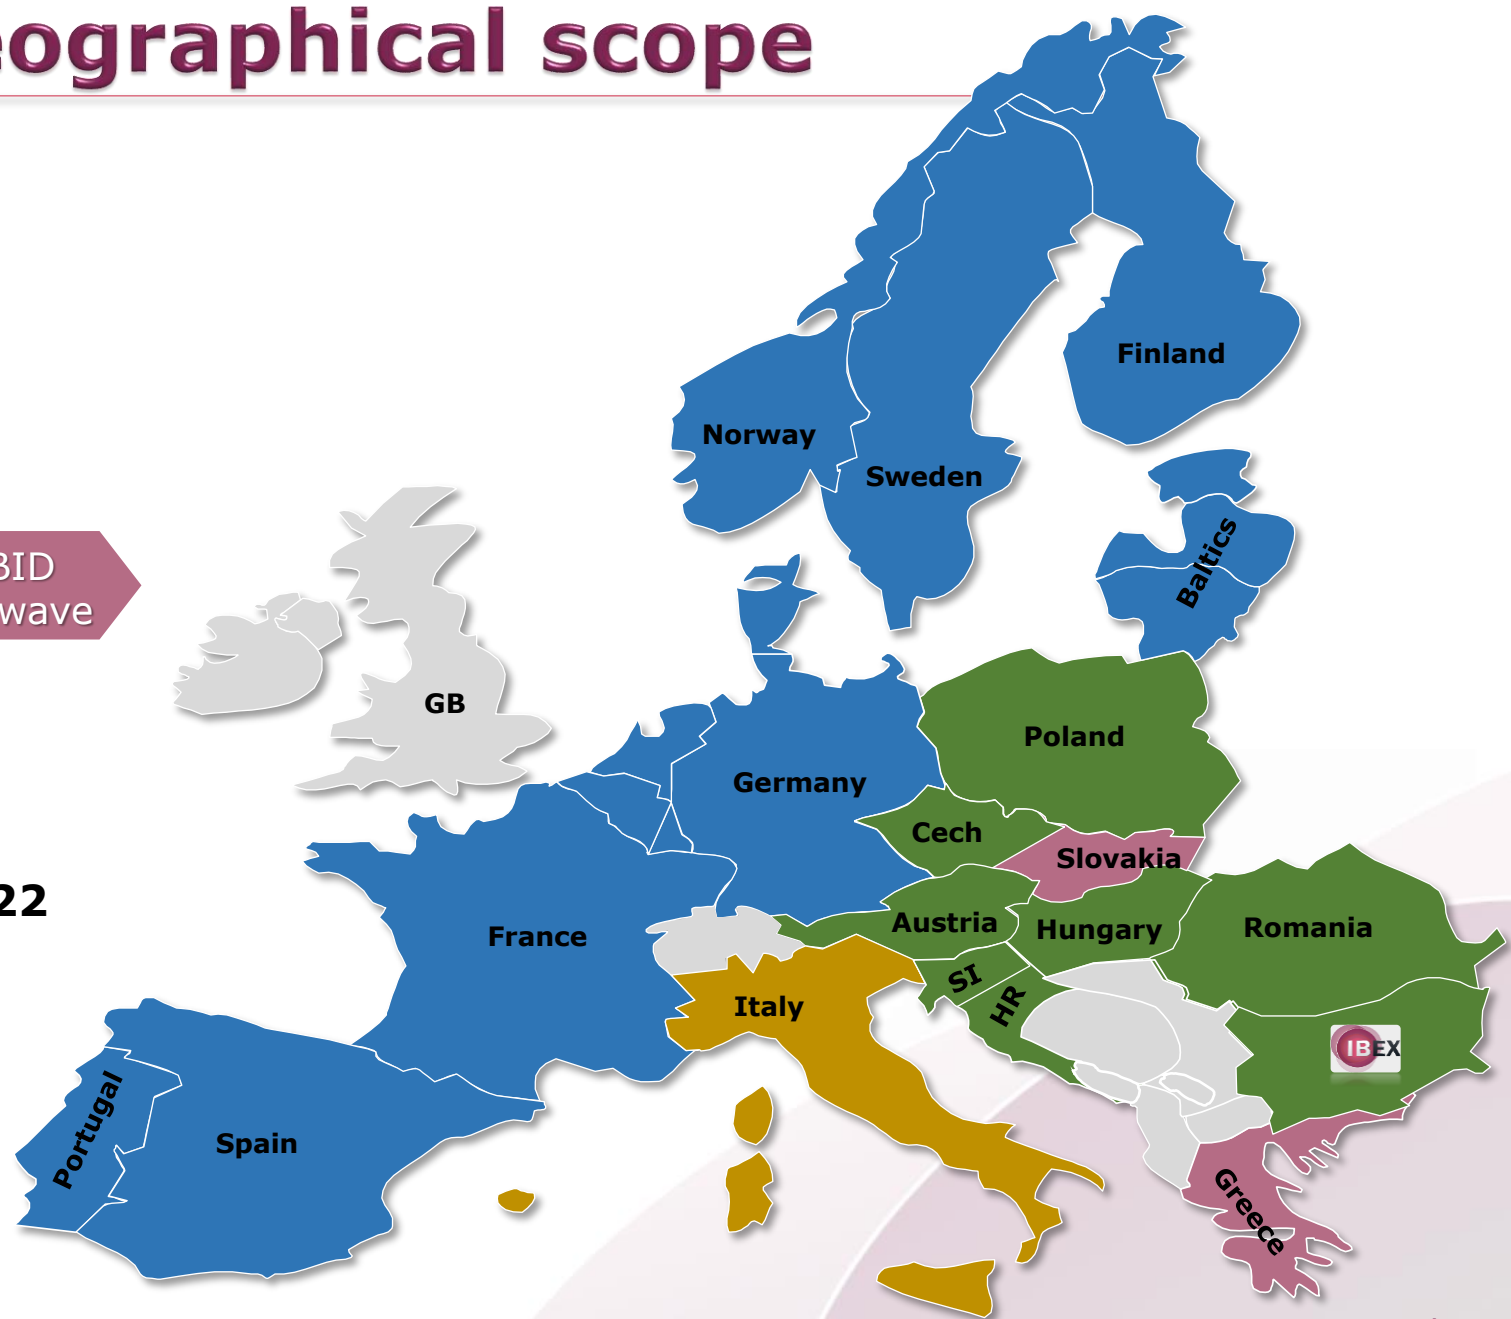 eographical scope
Finland
Norway
Sweden
Baltics
BID
wave
GB
Poland
Germany
Cech
Slovakia
22
Austria
Hungary
Romania
France
SI
HR
Italy
IBEX
Portugal
Spain
Greece